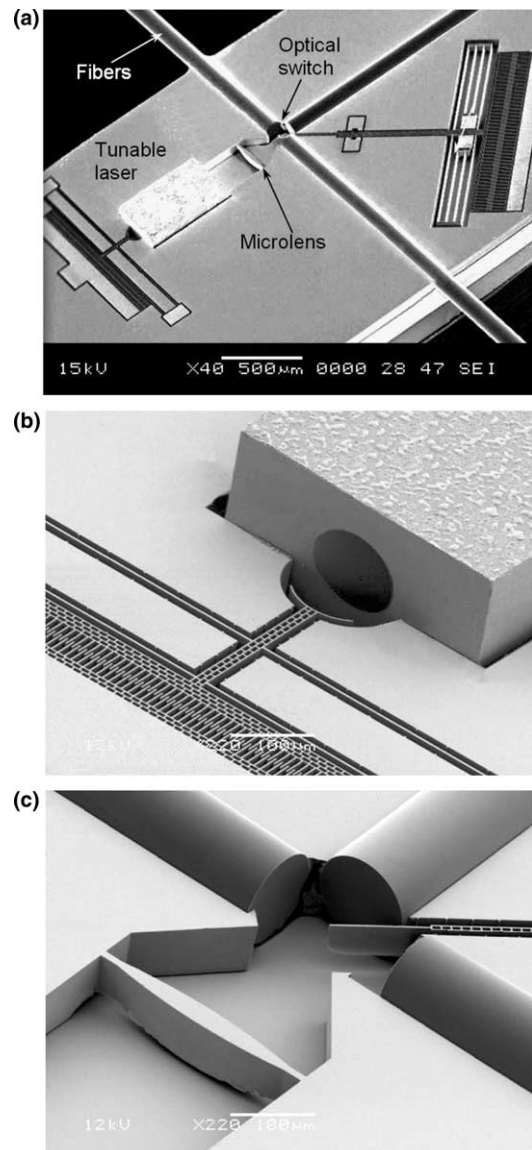 (a)
Fibers
Optical
switch
Tunable
laser
Microlens
15kV X40 500µm 0000 28 47 SEI
(b)
12kV X220 100µm
(c)
12kV X220 100µm